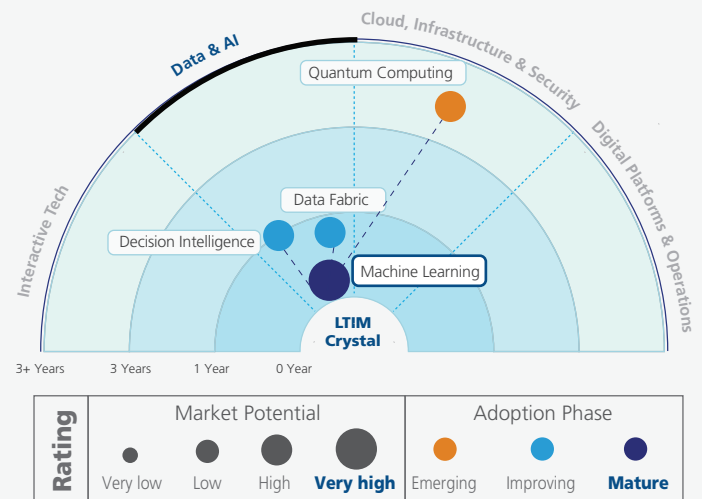 Cloud, Infrastructure & Security
Data & AI
Quantum Computing
Digital Platforms & Operations
Interactive Tech
Data Fabric
Decision Intelligence
Machine Learning
LTIM
Crystal
3+ Years 3 Years 1 Year 0 Year
Rating
Market Potential
Very low Low High Very high
Adoption Phase
Emerging Improving Mature